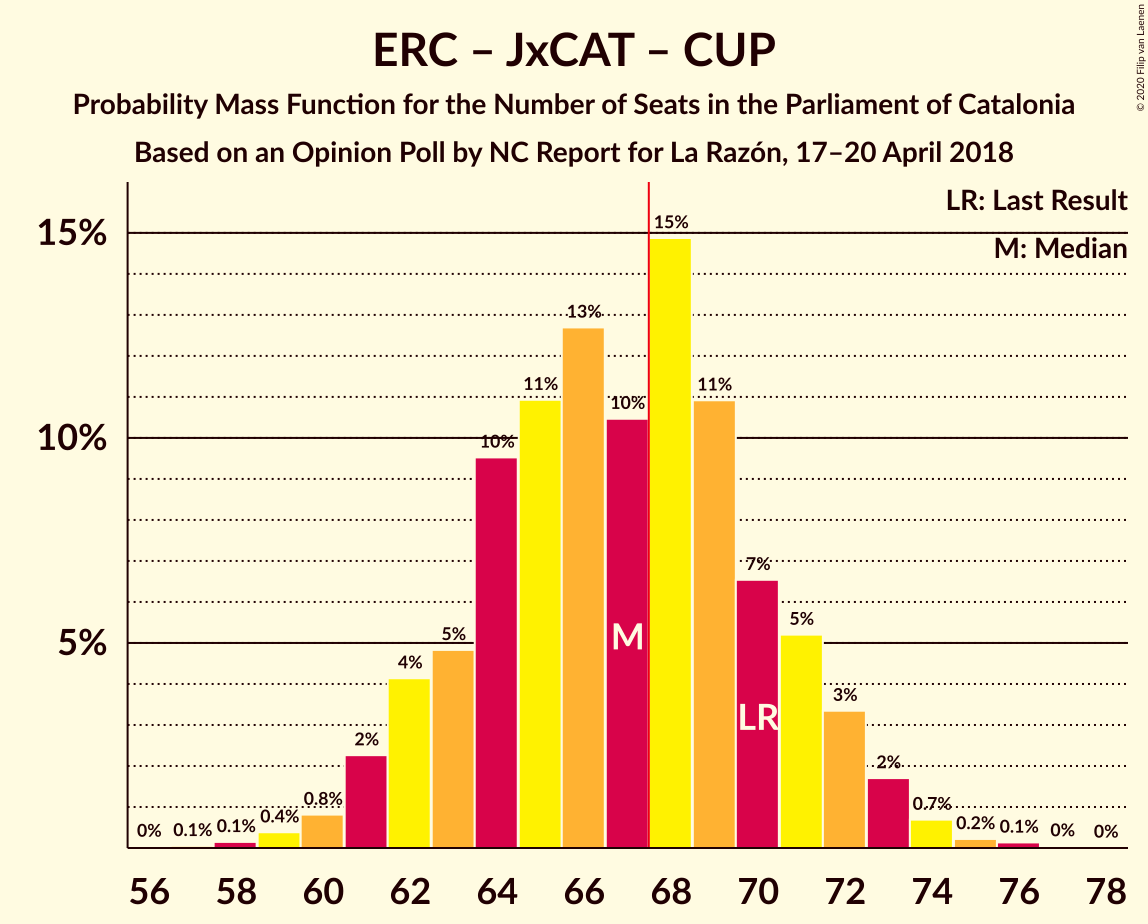 ERC – JxCAT – CUP
Probability Mass Function for the Number of Seats in the Parliament of Catalonia
Based on an Opinion Poll by NC Report for La Razón, 17–20 April 2018
© 2020 Filip van Laenen
LR: Last Result
M: Median
15%
10%
5%
0%
0.1%
0.1%
0.4%
0.8%
2%
4%
5%
10%
11%
13%
10%
15%
11%
7%
5%
3%
2%
0.7%
0.2%
0.1%
0%
0%
M
LR
56 58 60 62 64 66 68 70 72 74 76 78